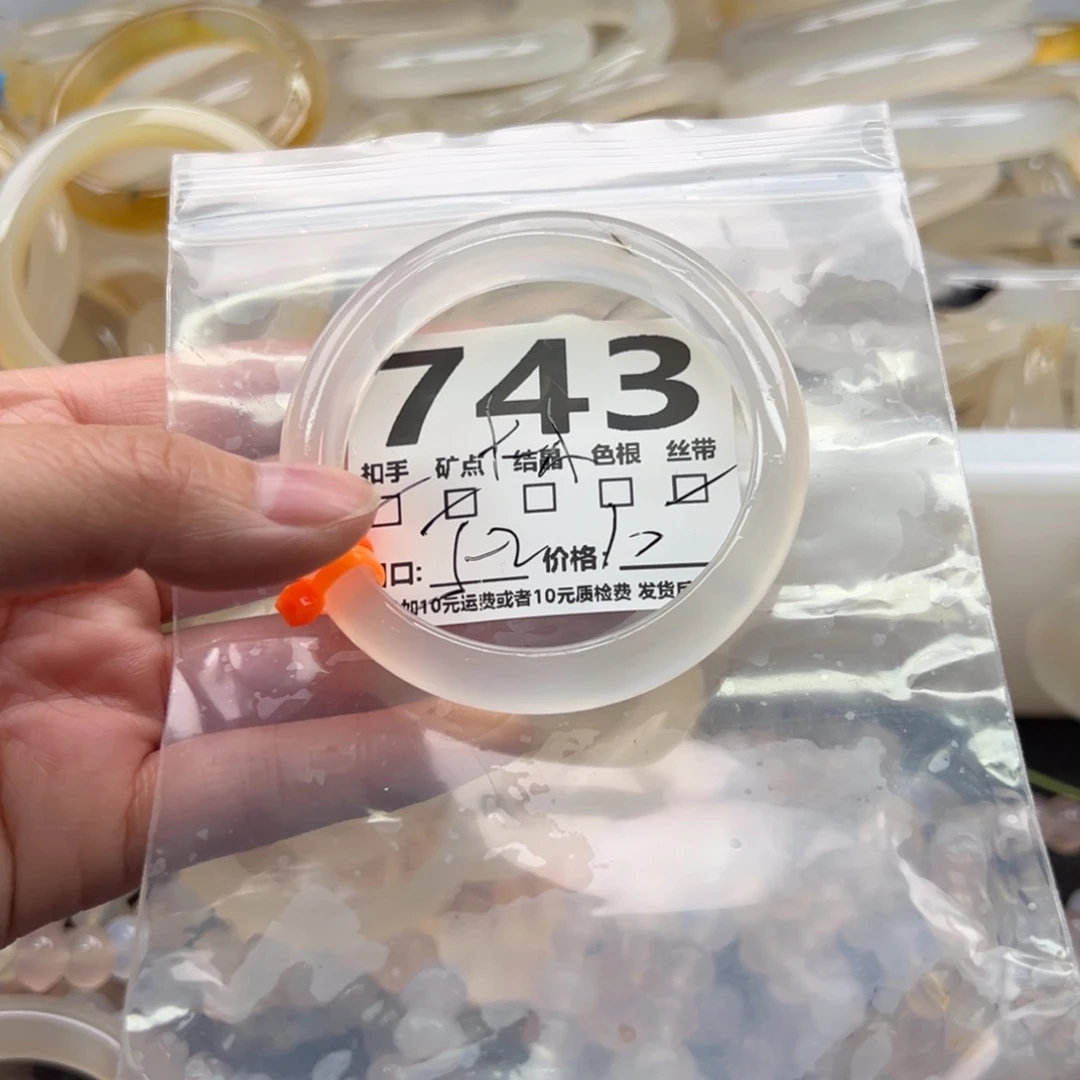 743
扣手 矿点 结晶 色根 丝带
口: 价格:
加10元运费或者10元质检费 发货